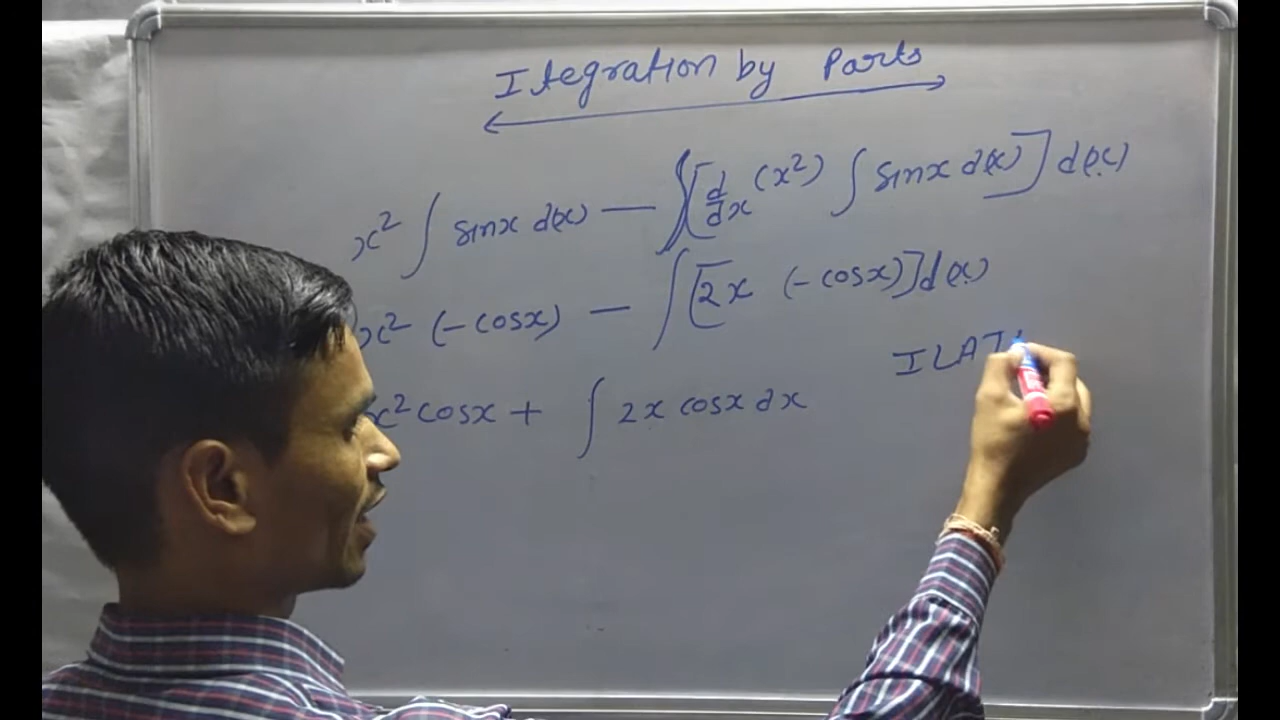 Itegration by Parts
x² ∫ sinx d(x) — ∫[d/dx (x²) ∫ sinx d(x)] d(x)
x² (-cosx) — ∫[2x (-cosx)]d(x)
ILAT
x² cosx + ∫ 2x cosx dx